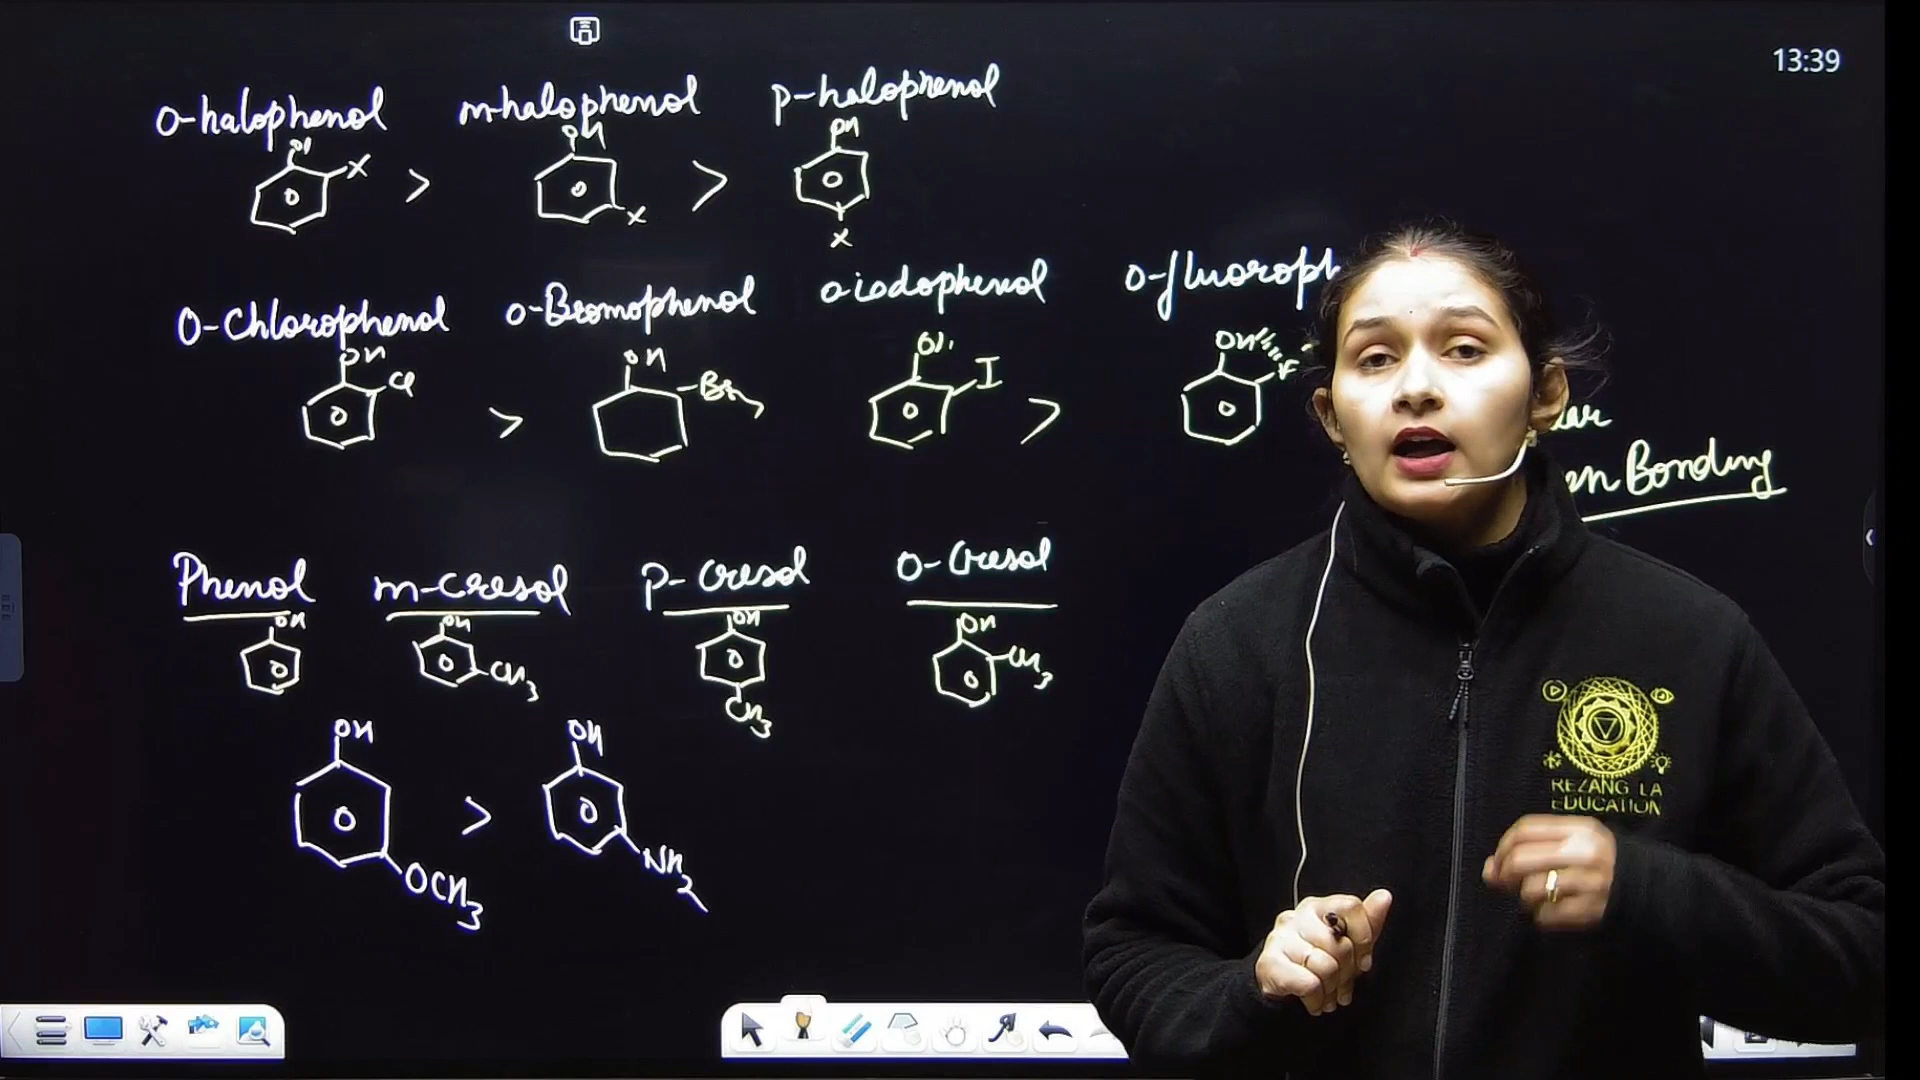 13:39
o-halophenol m-halophenol p-halophenol
OH OH OH
X > X > X
o-Chlorophenol o-Bromophenol o-iodophenol o-fluoroph
OH OH OH OH
Cl > Br > I > F
en Bonding
Phenol m-cresol p-cresol o-cresol
OH OH OH OH
CH3 CH3 CH3
OH OH
OCH3 > NH2
REZANG LA
EDUCATION